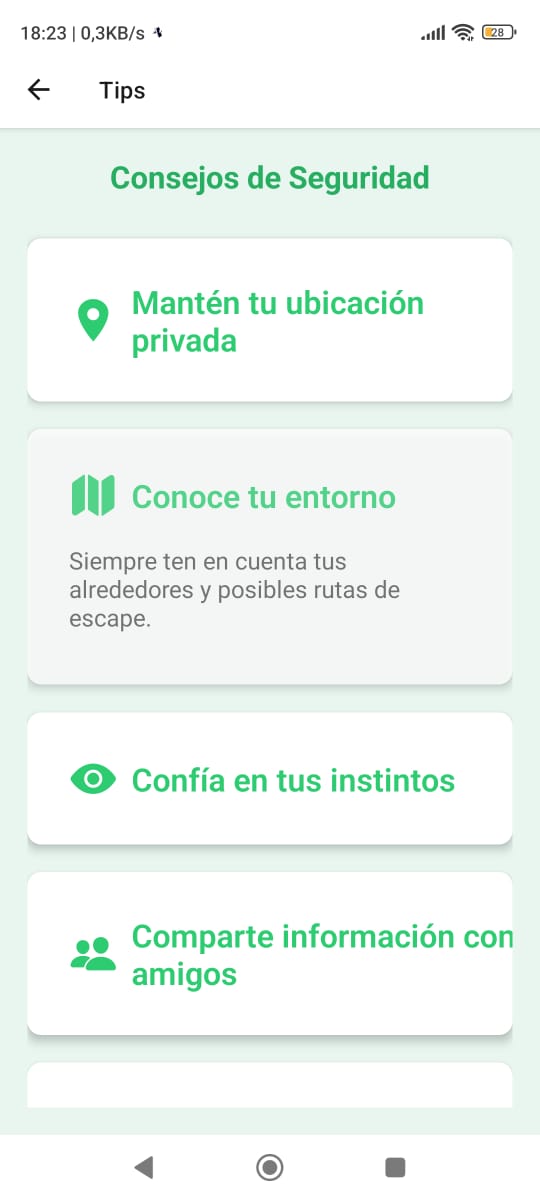 18:23 | 0,3KB/s
28
Tips
Consejos de Seguridad
Mantén tu ubicación
privada
Conoce tu entorno
Siempre ten en cuenta tus
alrededores y posibles rutas de
escape.
Confía en tus instintos
Comparte información con
amigos